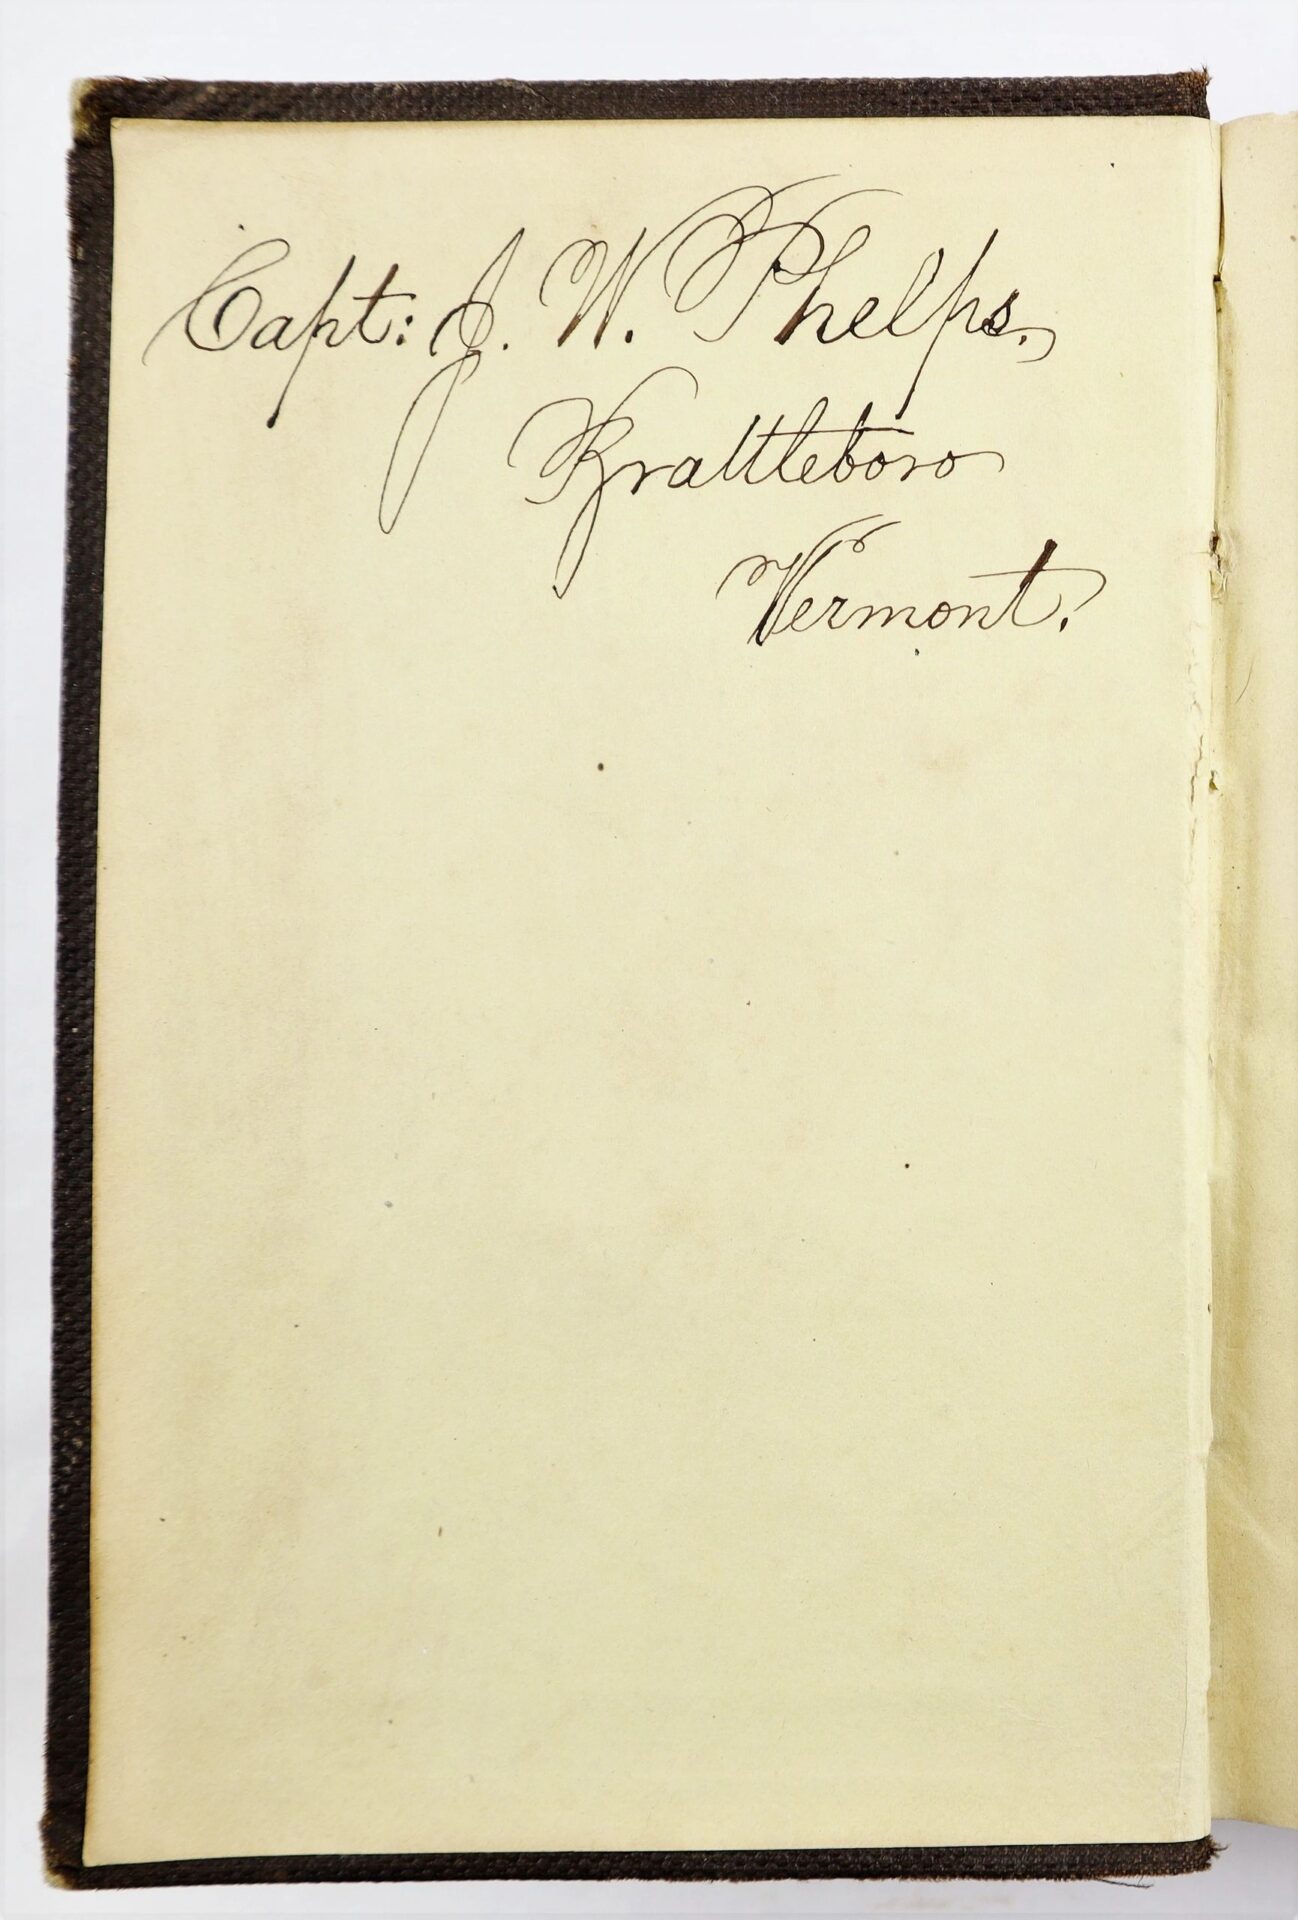 Capt: J. W. Phelps.
Brattleboro
Vermont.